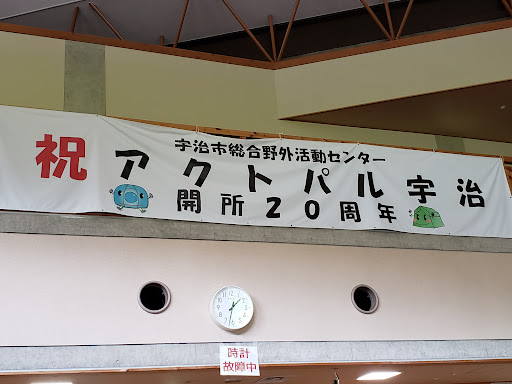 祝
宇治市総合野外活動センター
アクトパル宇治
開所20周年
時計
故障中